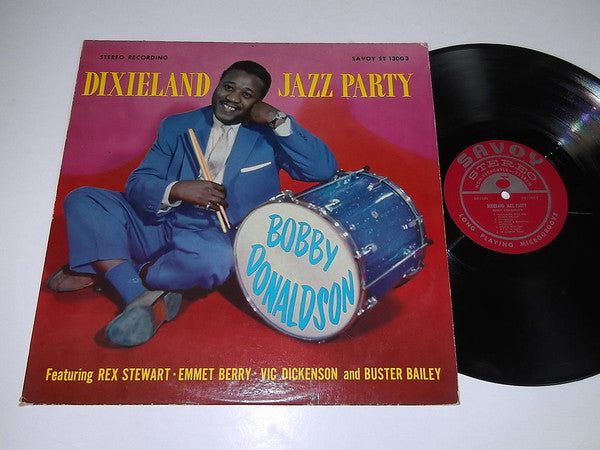 STEREO RECORDING
SAVOY ST 13003
DIXIELAND JAZZ PARTY
BOBBY
DONALDSON
Featuring REX STEWART · EMMET BERRY · VIC DICKENSON and BUSTER BAILEY
SAVOY
STEREO
DIXIELAND JAZZ PARTY
LONG PLAYING MICROGROOVE